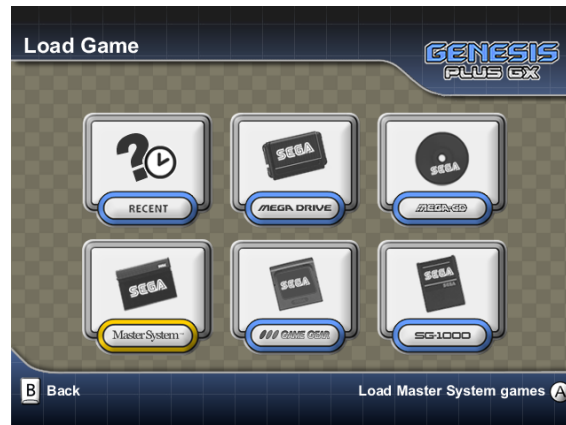 Load Game
GENESIS
PLUS GX
SEGA
SEGA
SEGA
RECENT
MEGA DRIVE
MEGA-CD
SEGA
SEGA
SEGA
Master System
GAME GEAR
SG-1000
B Back
Load Master System games A